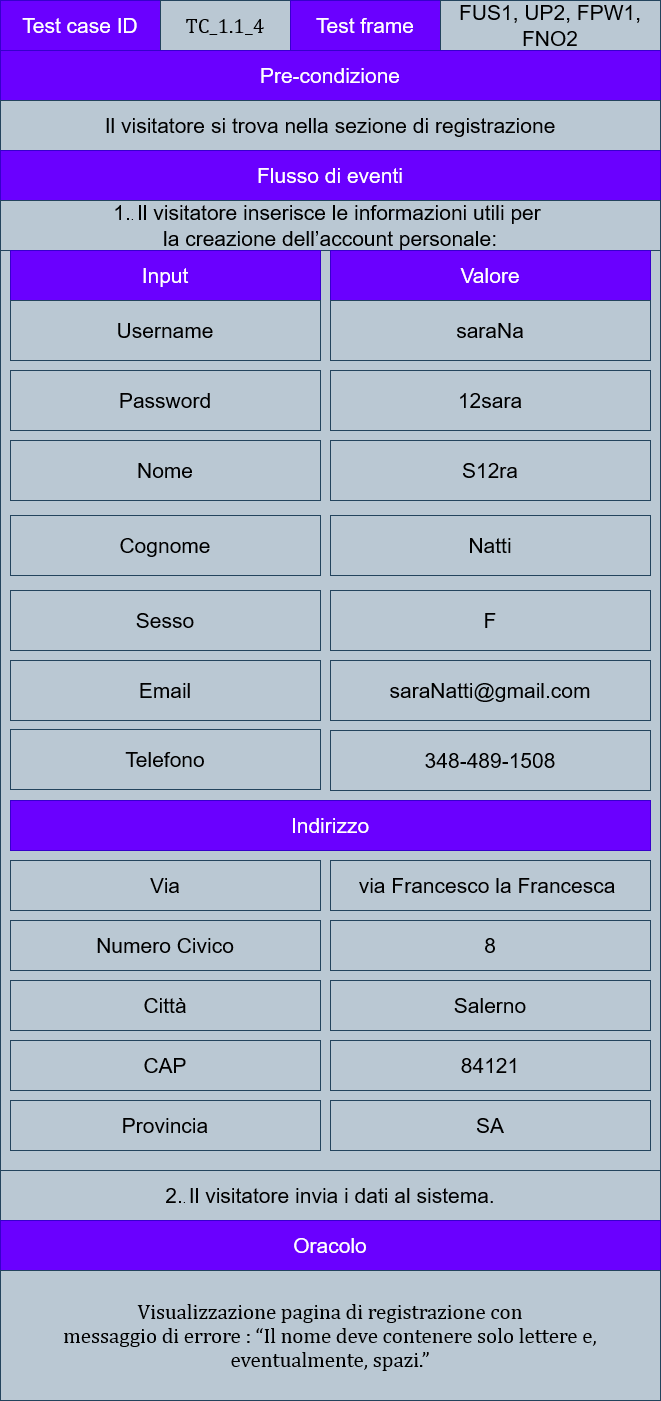 Test case ID TC_1.1_4 Test frame FUS1, UP2, FPW1,
FNO2
Pre-condizione
Il visitatore si trova nella sezione di registrazione
Flusso di eventi
1. Il visitatore inserisce le informazioni utili per
la creazione dell’account personale:
Input Valore
Username saraNa
Password 12sara
Nome S12ra
Cognome Natti
Sesso F
Email saraNatti@gmail.com
Telefono 348-489-1508
Indirizzo
Via via Francesco la Francesca
Numero Civico 8
Città Salerno
CAP 84121
Provincia SA
2. Il visitatore invia i dati al sistema.
Oracolo
Visualizzazione pagina di registrazione con
messaggio di errore : “Il nome deve contenere solo lettere e,
eventualmente, spazi.”